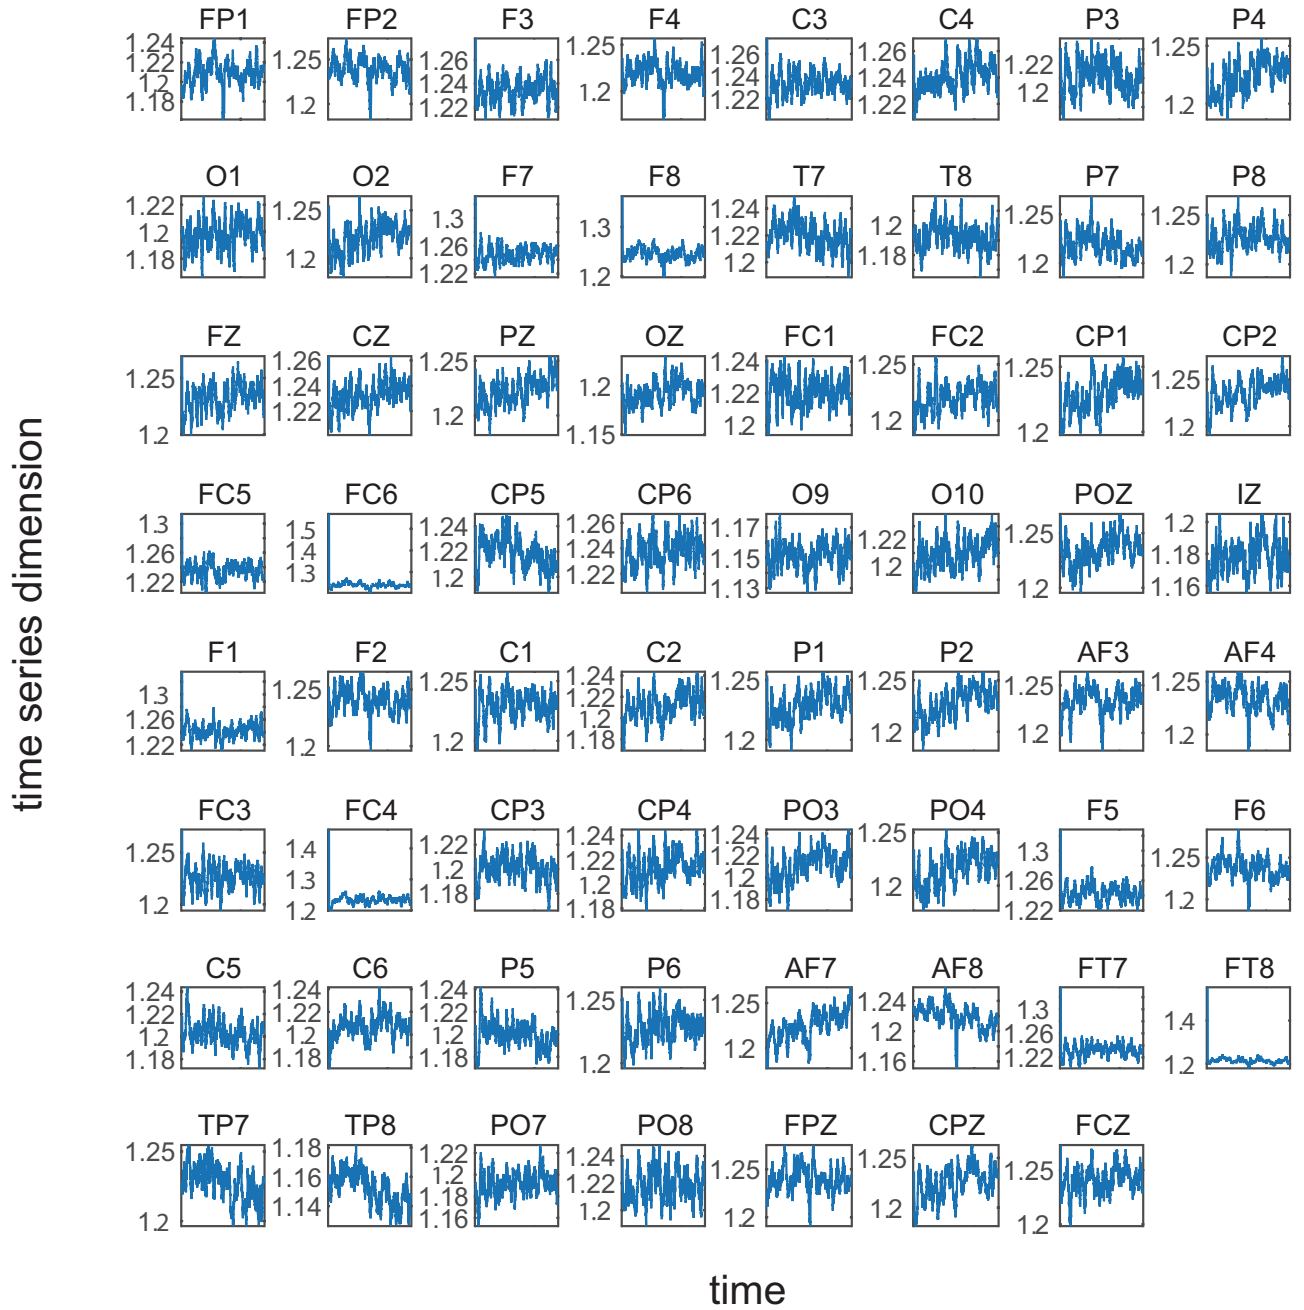 FP1 FP2 F3 F4 C3 C4 P3 P4
1.24 1.22 1.2 1.18
1.25 1.2
1.26 1.24 1.22
1.25 1.2
1.26 1.24 1.22
1.26 1.24 1.22
1.22 1.2
1.25 1.2
O1 O2 F7 F8 T7 T8 P7 P8
1.22 1.2 1.18
1.25 1.2
1.3 1.26 1.22
1.3 1.2
1.24 1.22 1.2
1.2 1.18
1.25 1.2
1.25 1.2
FZ CZ PZ OZ FC1 FC2 CP1 CP2
1.25 1.2
1.26 1.24 1.22
1.25 1.2
1.2 1.15
1.24 1.22 1.2
1.25 1.2
1.25 1.2
1.25 1.2
time series dimension
FC5 FC6 CP5 CP6 O9 O10 POZ IZ
1.3 1.26 1.22
1.5 1.4 1.3
1.24 1.22 1.2
1.26 1.24 1.22
1.17 1.15 1.13
1.22 1.2
1.25 1.2
1.2 1.18 1.16
F1 F2 C1 C2 P1 P2 AF3 AF4
1.3 1.26 1.22
1.25 1.2
1.25 1.2
1.24 1.22 1.2 1.18
1.25 1.2
1.25 1.2
1.25 1.2
1.25 1.2
FC3 FC4 CP3 CP4 PO3 PO4 F5 F6
1.25 1.2
1.4 1.3 1.2
1.22 1.2 1.18
1.24 1.22 1.2 1.18
1.24 1.22 1.2 1.18
1.25 1.2
1.3 1.26 1.22
1.25 1.2
C5 C6 P5 P6 AF7 AF8 FT7 FT8
1.24 1.22 1.2 1.18
1.24 1.22 1.2 1.18
1.24 1.22 1.2 1.18
1.25 1.2
1.25 1.2
1.24 1.2 1.16
1.3 1.26 1.22
1.4 1.2
TP7 TP8 PO7 PO8 FPZ CPZ FCZ
1.25 1.2
1.18 1.16 1.14
1.22 1.2 1.18 1.16
1.24 1.22 1.2
1.25 1.2
1.25 1.2
1.25 1.2
time